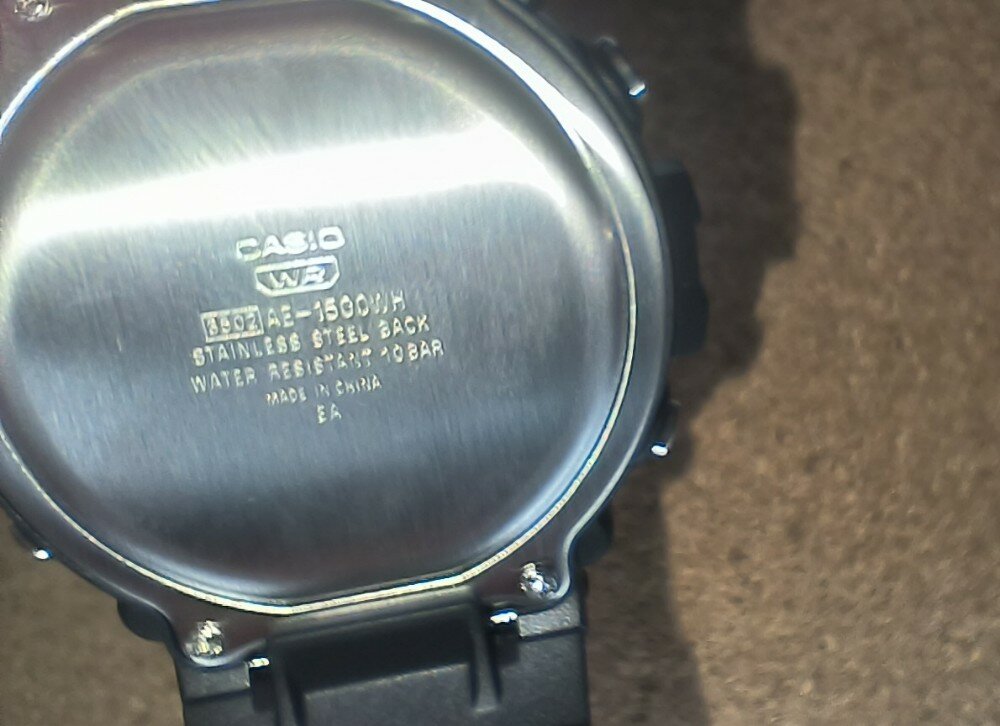 CASIO
WR
3502 AE-1500WH
STAINLESS STEEL BACK
WATER RESISTANT 10BAR
MADE IN CHINA
EA